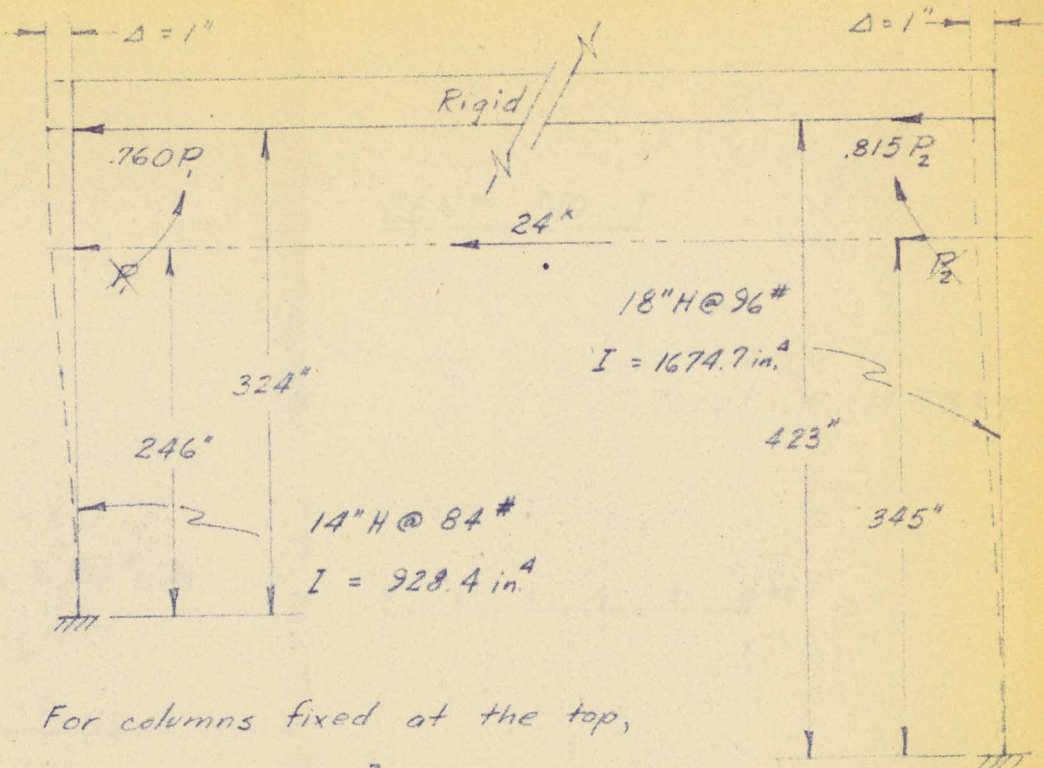 Δ = 1"
Δ = 1"
Rigid
.760P₁
.815P₂
24ᴷ
P₁
P₂
18"H@96#
I = 1674.7 in.⁴
324"
246"
423"
345"
14"H@84#
I = 928.4 in.⁴
For columns fixed at the top,